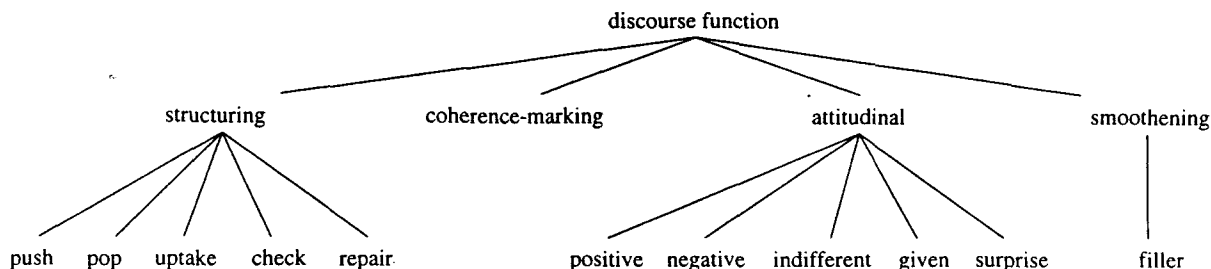 discourse function
structuring coherence-marking attitudinal smoothening
push pop uptake check repair positive negative indifferent given surprise filler